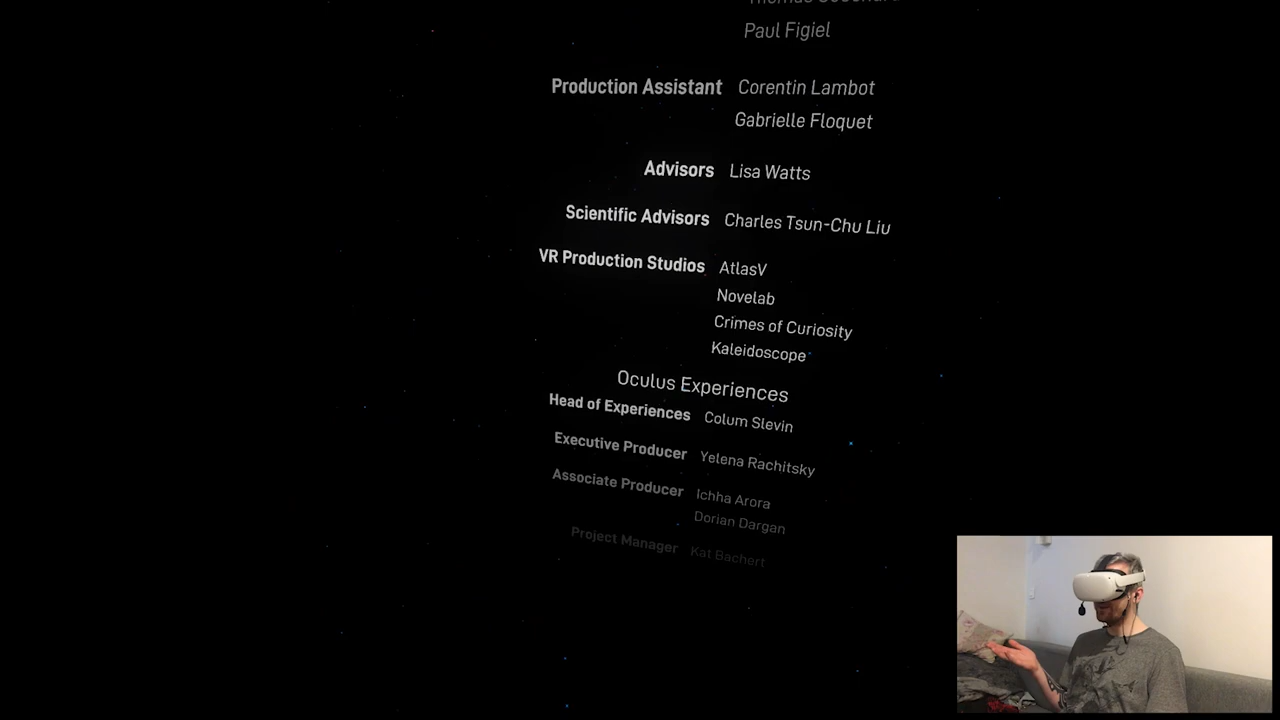 Paul Figiel
Production Assistant Corentin Lambot
Gabrielle Floquet
Advisors Lisa Watts
Scientific Advisors Charles Tsun-Chu Liu
VR Production Studios AtlasV
Novelab
Crimes of Curiosity
Kaleidoscope
Oculus Experiences
Head of Experiences Colum Slevin
Executive Producer Yelena Rachitsky
Associate Producer Ichha Arora
Dorian Dargan
Project Manager Kat Bachert